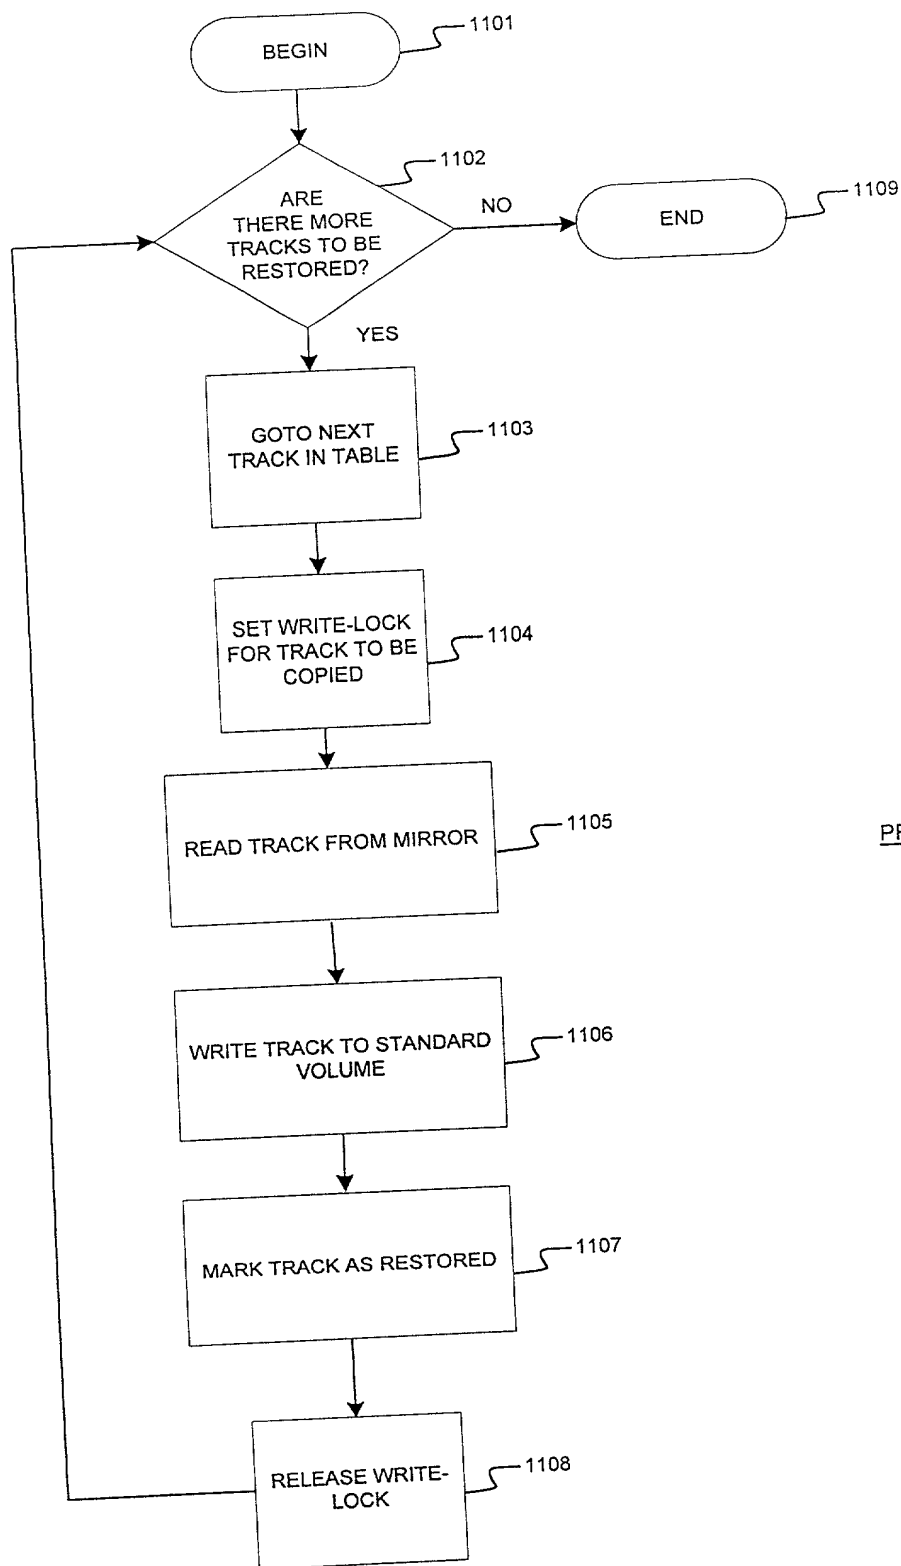 BEGIN
1101
1102
ARE
THERE MORE
TRACKS TO BE
RESTORED?
NO
END
1109
YES
GOTO NEXT
TRACK IN TABLE
1103
SET WRITE-LOCK
FOR TRACK TO BE
COPIED
1104
READ TRACK FROM MIRROR
1105
WRITE TRACK TO STANDARD
VOLUME
1106
MARK TRACK AS RESTORED
1107
RELEASE WRITE-
LOCK
1108